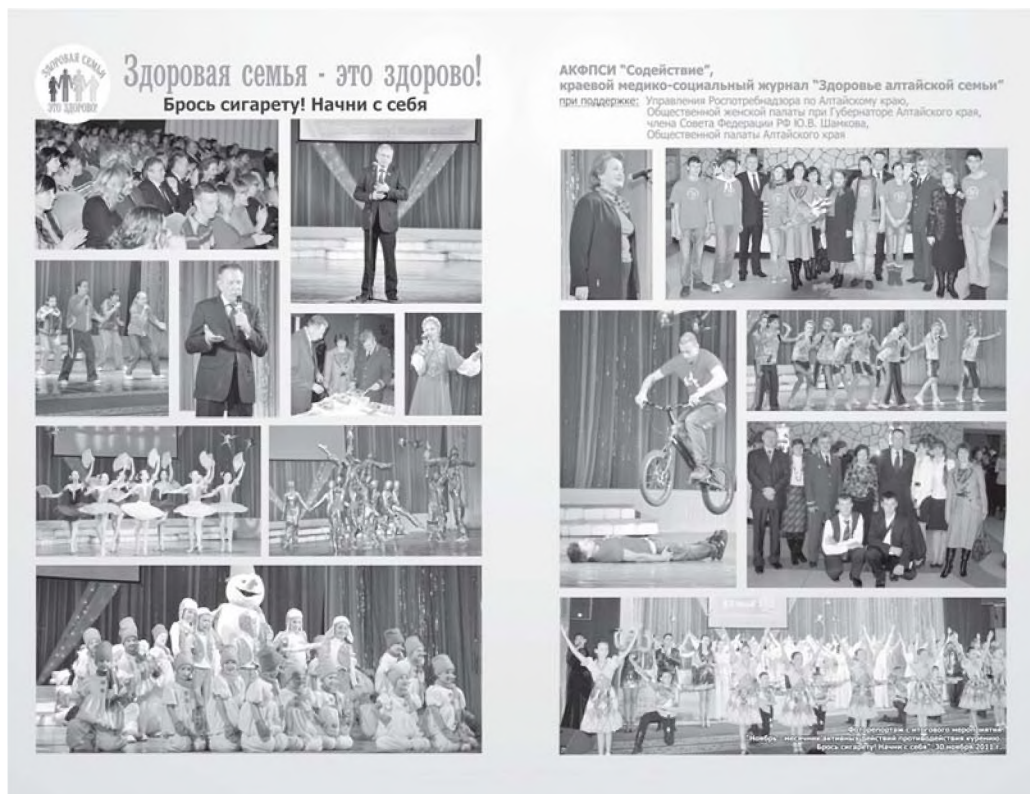 ЗДОРОВАЯ СЕМЬЯ
ЭТО ЗДОРОВО!
Здоровая семья - это здорово!
Брось сигарету! Начни с себя
АКФПСИ "Содействие",
краевой медико-социальный журнал "Здоровье алтайской семьи"
при поддержке: Управления Роспотребнадзора по Алтайскому краю,
Общественной женской палаты при Губернаторе Алтайского края,
члена Совета Федерации РФ Ю.В. Шамкова,
Общественной палаты Алтайского края
Фоторепортаж с итогового мероприятия
"Ноябрь - месячник активных действий противодействия курению.
Брось сигарету! Начни с себя" 30 ноября 2011 г.